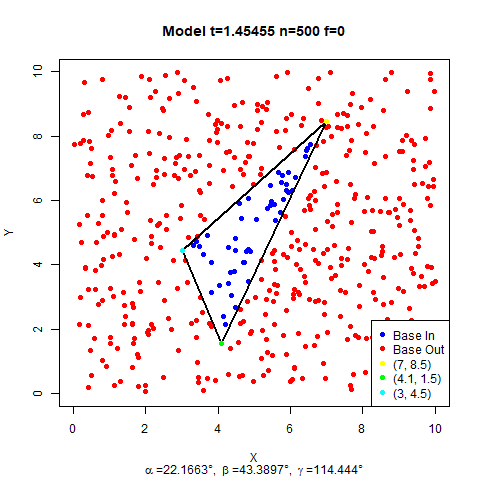 Model t=1.45455 n=500 f=0
Y
10
8
6
4
2
0
Base In
Base Out
(7, 8.5)
(4.1, 1.5)
(3, 4.5)
0 2 4 6 8 10
X
α=22.1663°, β=43.3897°, γ=114.444°